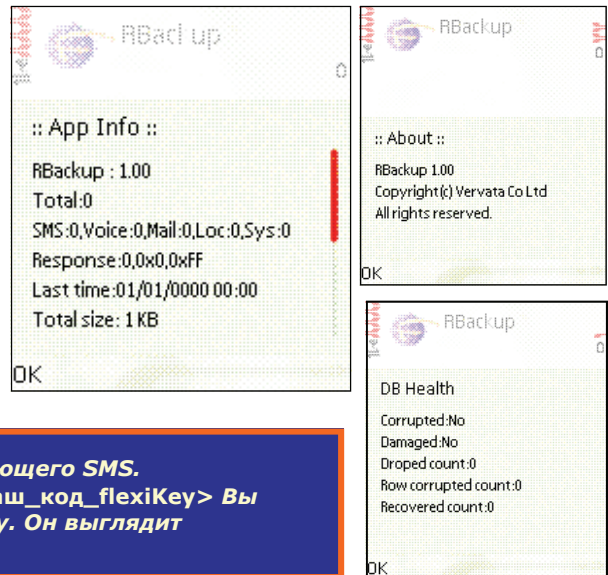 RBackup
0
:: App Info ::
RBackup : 1.00
Total:0
SMS:0,Voice:0,Mail:0,Loc:0,Sys:0
Response:0,0x0,0xFF
Last time:01/01/0000 00:00
Total size: 1 KB
OK
RBackup
0
:: About ::
RBackup 1.00
Copyright(c) Vervata Co Ltd
All rights reserved.
OK
RBackup
0
DB Health
Corrupted:No
Damaged:No
Droped count:0
Row corrupted count:0
Recovered count:0
OK
ющего SMS.
аш_код_flexiKey> Вы
у. Он выглядит